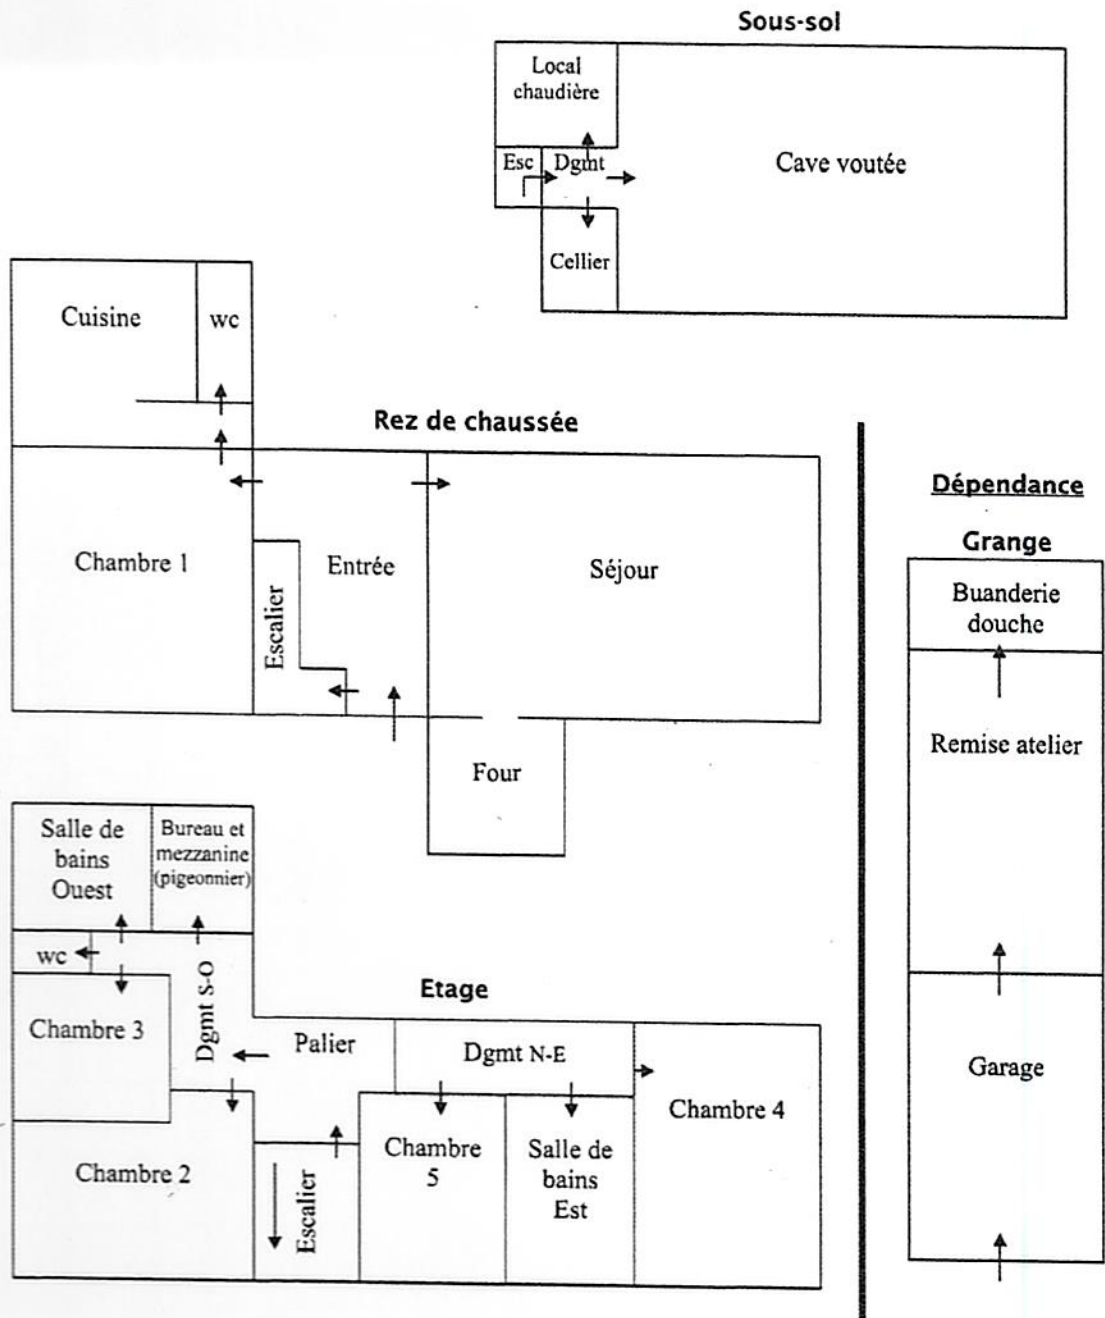 Sous-sol
Local
chaudière
Esc
Dgmt
Cave voutée
Cellier
Cuisine
wc
Rez de chaussée
Chambre 1
Escalier
Entrée
Séjour
Four
Dépendance
Grange
Buanderie
douche
Remise atelier
Garage
Salle de
bains
Ouest
Bureau et
mezzanine
(pigeonnier)
wc
Dgmt S-O
Etage
Chambre 3
Palier
Dgmt N-E
Chambre 4
Chambre 2
Escalier
Chambre
5
Salle de
bains
Est